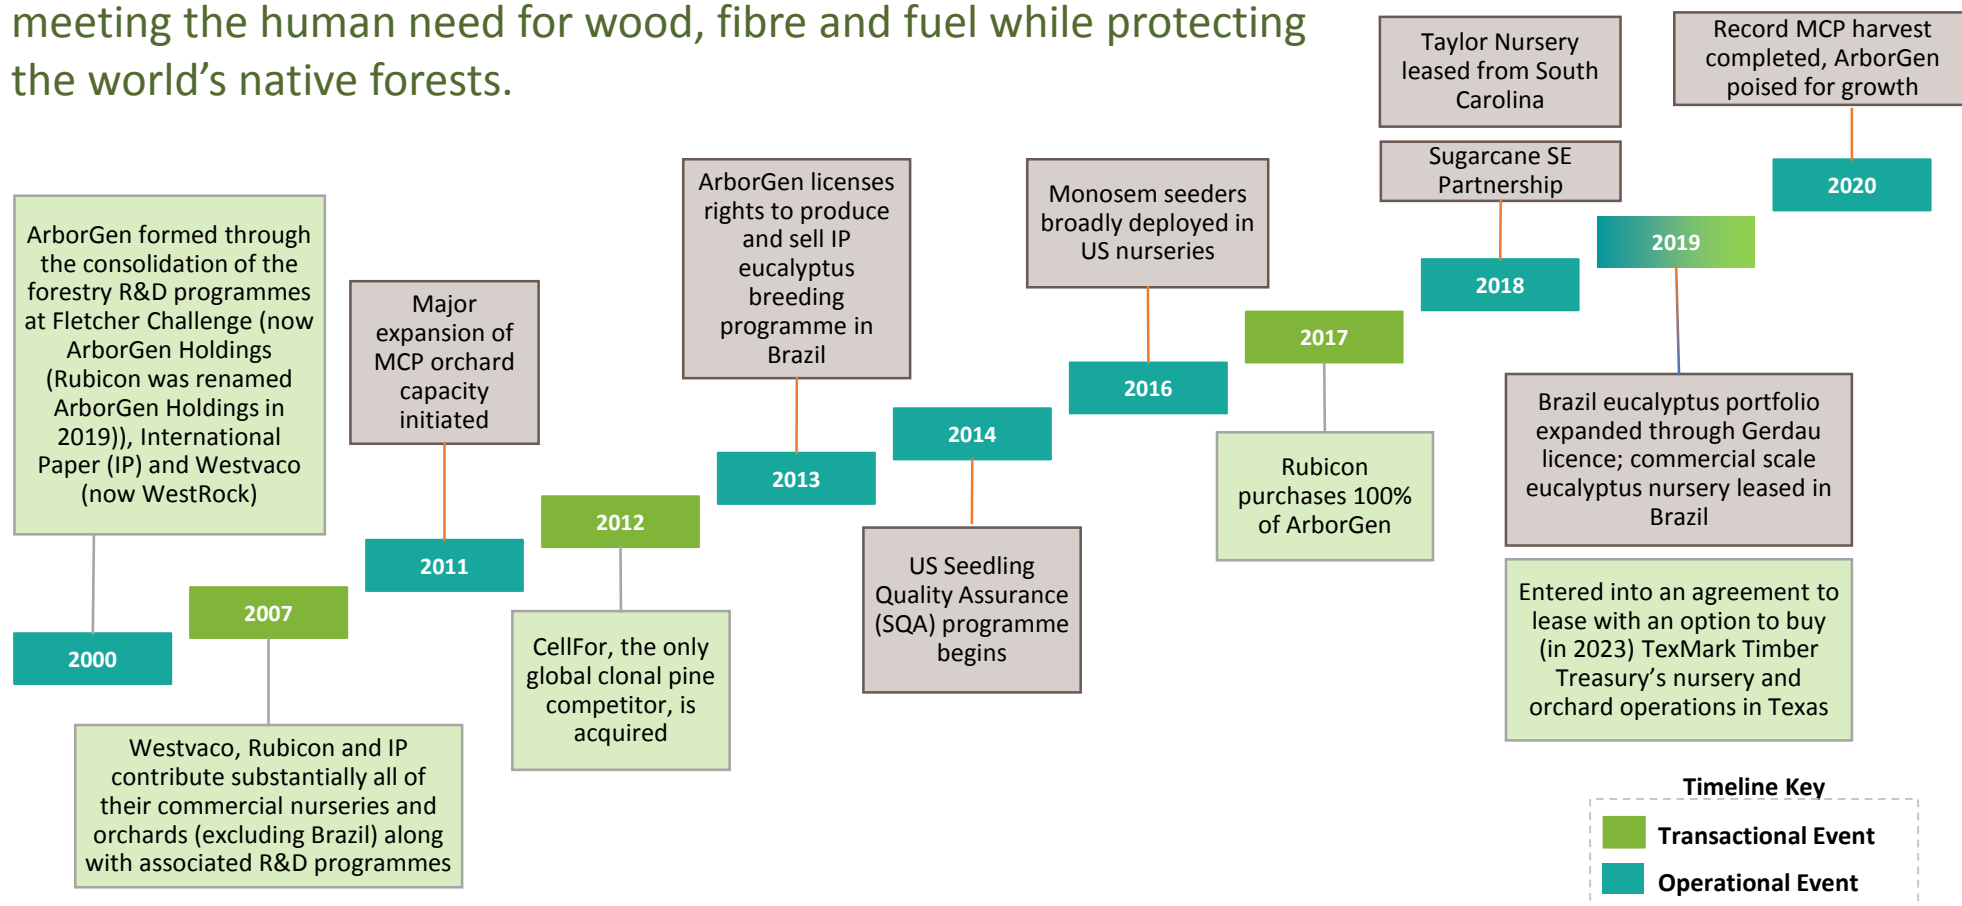 meeting the human need for wood, fibre and fuel while protecting
the world’s native forests.
ArborGen formed through
the consolidation of the
forestry R&D programmes
at Fletcher Challenge (now
ArborGen Holdings
(Rubicon was renamed
ArborGen Holdings in
2019)), International
Paper (IP) and Westvaco
(now WestRock)
2000
2007
Westvaco, Rubicon and IP
contribute substantially all of
their commercial nurseries and
orchards (excluding Brazil) along
with associated R&D programmes
Major
expansion of
MCP orchard
capacity
initiated
2011
2012
CellFor, the only
global clonal pine
competitor, is
acquired
ArborGen licenses
rights to produce
and sell IP
eucalyptus
breeding
programme in
Brazil
2013
2014
US Seedling
Quality Assurance
(SQA) programme
begins
Monosem seeders
broadly deployed in
US nurseries
2016
2017
Rubicon
purchases 100%
of ArborGen
Taylor Nursery
leased from South
Carolina
Sugarcane SE
Partnership
2018
2019
Brazil eucalyptus portfolio
expanded through Gerdau
licence; commercial scale
eucalyptus nursery leased in
Brazil
Entered into an agreement to
lease with an option to buy
(in 2023) TexMark Timber
Treasury’s nursery and
orchard operations in Texas
Record MCP harvest
completed, ArborGen
poised for growth
2020
Timeline Key
Transactional Event
Operational Event